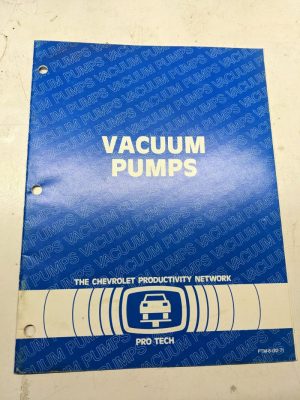 VACUUM
PUMPS
THE CHEVROLET PRODUCTIVITY NETWORK
PRO TECH